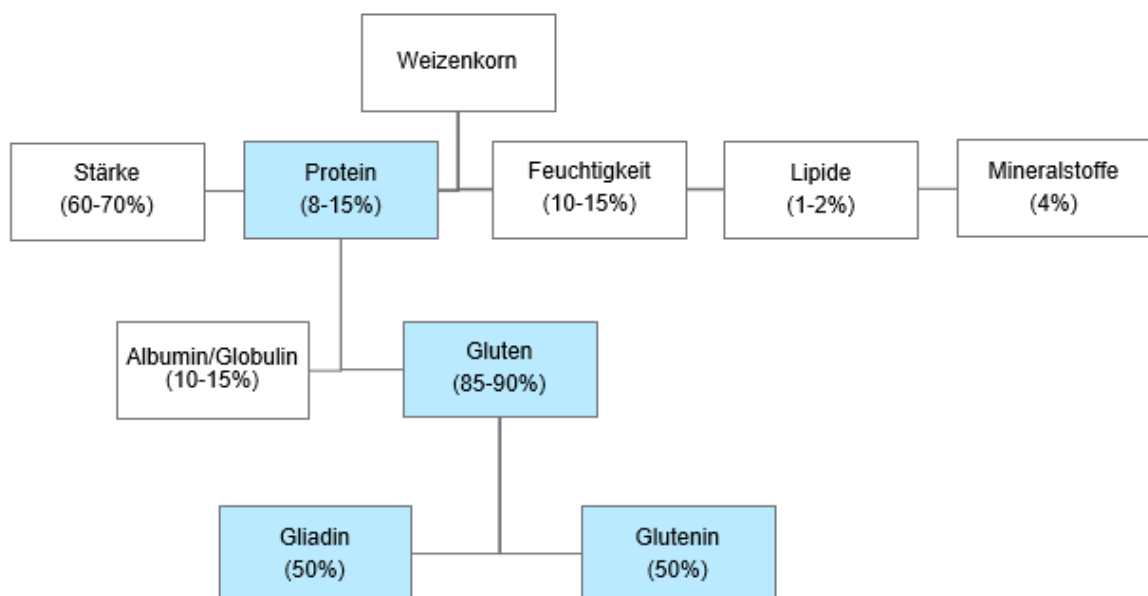 Weizenkorn
Stärke
(60-70%)
Protein
(8-15%)
Feuchtigkeit
(10-15%)
Lipide
(1-2%)
Mineralstoffe
(4%)
Albumin/Globulin
(10-15%)
Gluten
(85-90%)
Gliadin
(50%)
Glutenin
(50%)